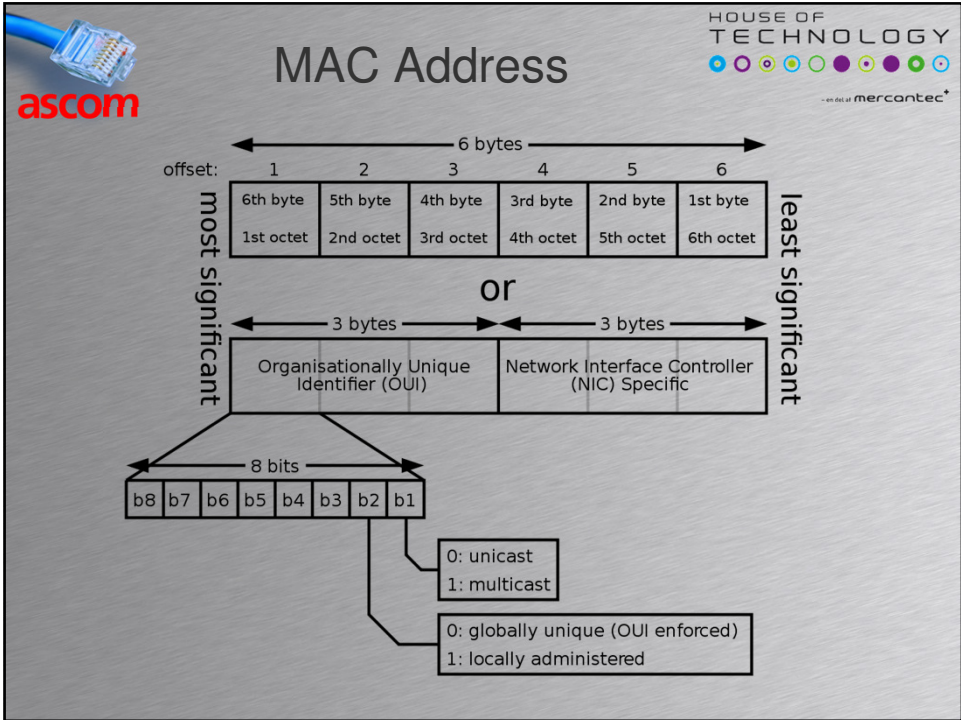 HOUSE OF
TECHNOLOGY
- en del af mercantec+
ascom
MAC Address
6 bytes
offset: 1 2 3 4 5 6
6th byte 5th byte 4th byte 3rd byte 2nd byte 1st byte
1st octet 2nd octet 3rd octet 4th octet 5th octet 6th octet
most significant
least significant
or
3 bytes 3 bytes
Organisationally Unique Network Interface Controller
Identifier (OUI) (NIC) Specific
8 bits
b8 b7 b6 b5 b4 b3 b2 b1
0: unicast
1: multicast
0: globally unique (OUI enforced)
1: locally administered